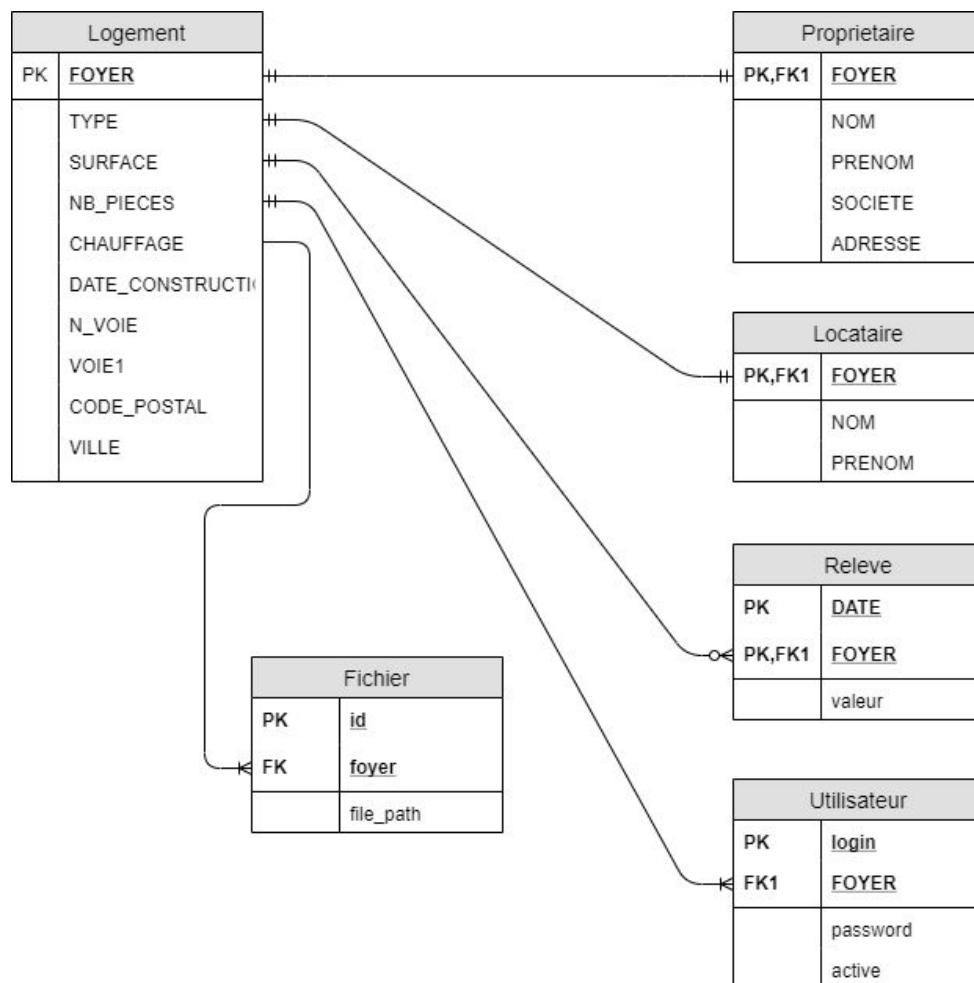 Logement
PK FOYER
TYPE
SURFACE
NB_PIECES
CHAUFFAGE
DATE_CONSTRUCTI
N_VOIE
VOIE1
CODE_POSTAL
VILLE
Proprietaire
PK,FK1 FOYER
NOM
PRENOM
SOCIETE
ADRESSE
Locataire
PK,FK1 FOYER
NOM
PRENOM
Releve
PK DATE
PK,FK1 FOYER
valeur
Fichier
PK id
FK foyer
file_path
Utilisateur
PK login
FK1 FOYER
password
active